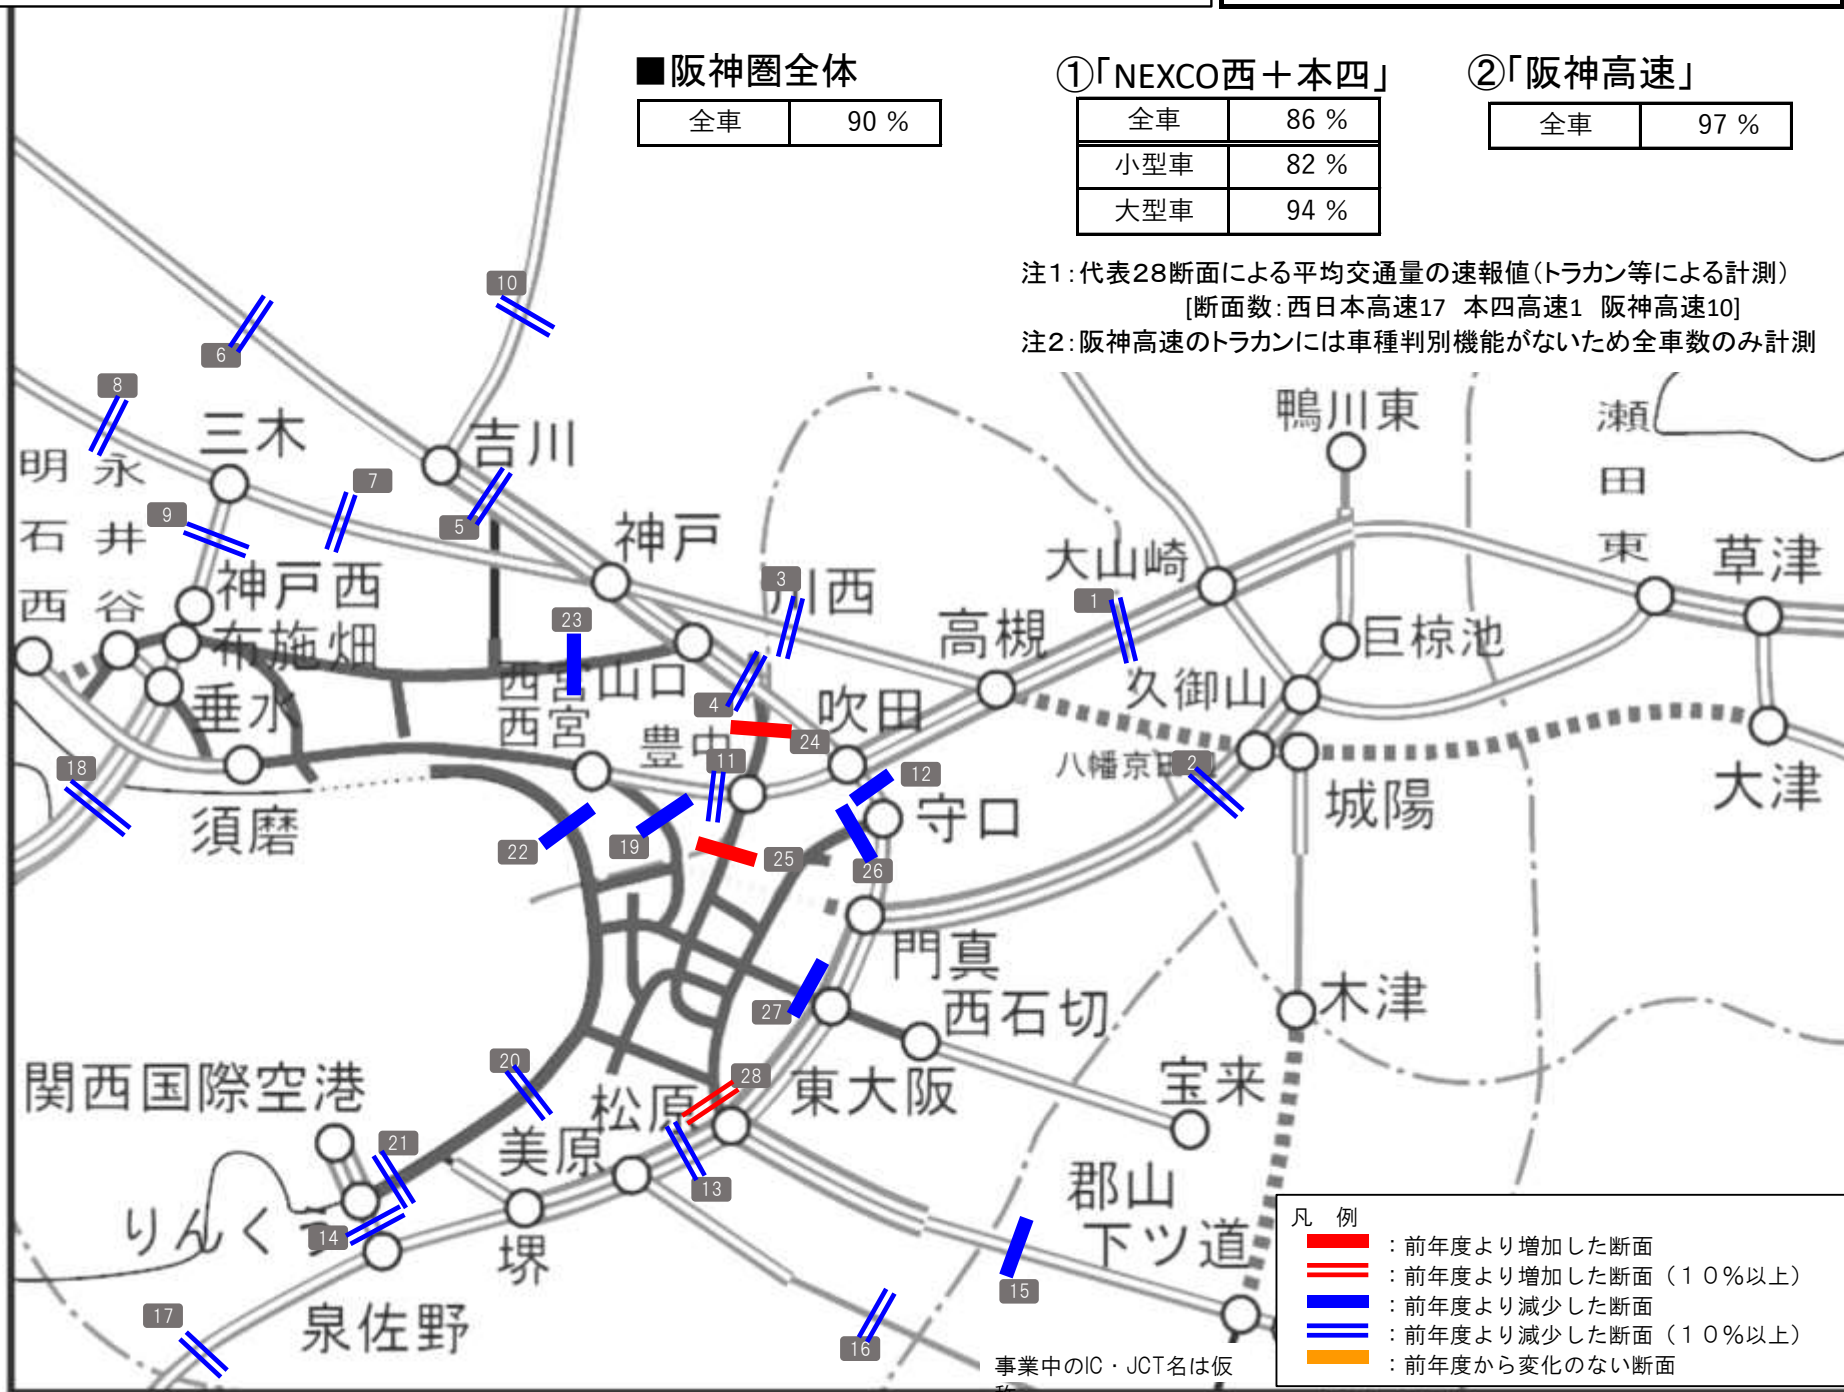 ■阪神圏全体
全車 90 %
①「NEXCO西＋本四」
全車 86 %
小型車 82 %
大型車 94 %
②「阪神高速」
全車 97 %
注1：代表28断面による平均交通量の速報値（トラカン等による計測）
[断面数：西日本高速17 本四高速1 阪神高速10]
注2：阪神高速のトラカンには車種判別機能がないため全車数のみ計測
10
6
8
三木
吉川
鴨川東
瀬田東
明石西
永井谷
7
9
5
神戸
3
川西
大山崎
1
草津
神戸西
布施畑
23
高槻
巨椋池
西宮山口
久御山
垂水
西宮
4
吹田
豊中
24
18
11
12
八幡京田
2
大津
須磨
22
19
25
守口
城陽
26
門真
27
西石切
木津
20
28
東大阪
宝来
関西国際空港
松原
21
美原
13
郡山
下ツ道
りんくう
14
堺
15
17
泉佐野
16
事業中のIC・JCT名は仮
凡 例
：前年度より増加した断面
：前年度より増加した断面（１０％以上）
：前年度より減少した断面
：前年度より減少した断面（１０％以上）
：前年度から変化のない断面